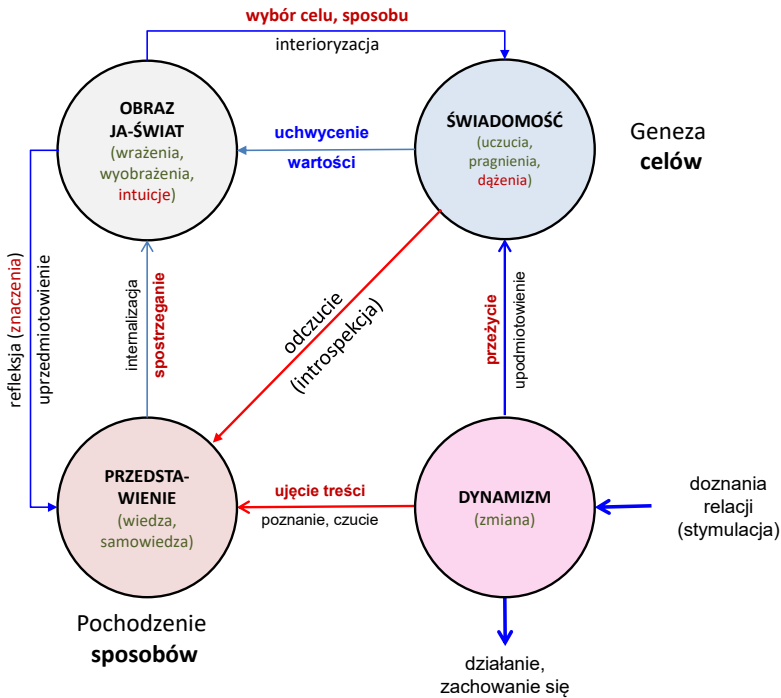 wybór celu, sposobu
interioryzacja
OBRAZ
JA-ŚWIAT
(wrażenia,
wyobrażenia,
intuicje)
uchwycenie
wartości
ŚWIADOMOŚĆ
(uczucia,
pragnienia,
dążenia)
Geneza
celów
refleksja (znaczenia)
uprzedmiotowienie
internalizacja
spostrzeganie
odczucie
(introspekcja)
przeżycie
upodmiotowienie
PRZEDSTA-
WIENIE
(wiedza,
samowiedza)
ujęcie treści
poznanie, czucie
DYNAMIZM
(zmiana)
doznania
relacji
(stymulacja)
Pochodzenie
sposobów
działanie,
zachowanie się